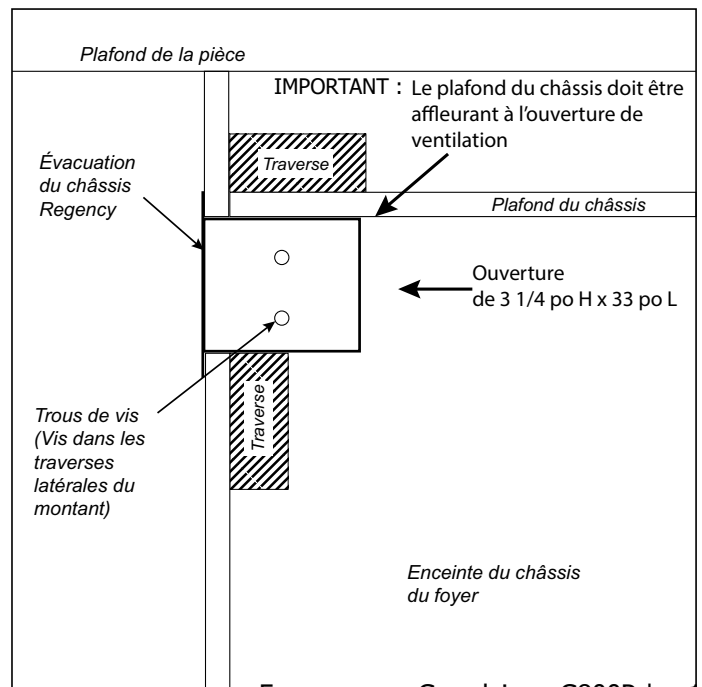 Plafond de la pièce
IMPORTANT : Le plafond du châssis doit être
affleurant à l'ouverture de
ventilation
Traverse
Évacuation
du châssis
Regency
Plafond du châssis
Ouverture
de 3 1/4 po H x 33 po L
Traverse
Trous de vis
(Vis dans les
traverses
latérales du
montant)
Enceinte du châssis
du foyer